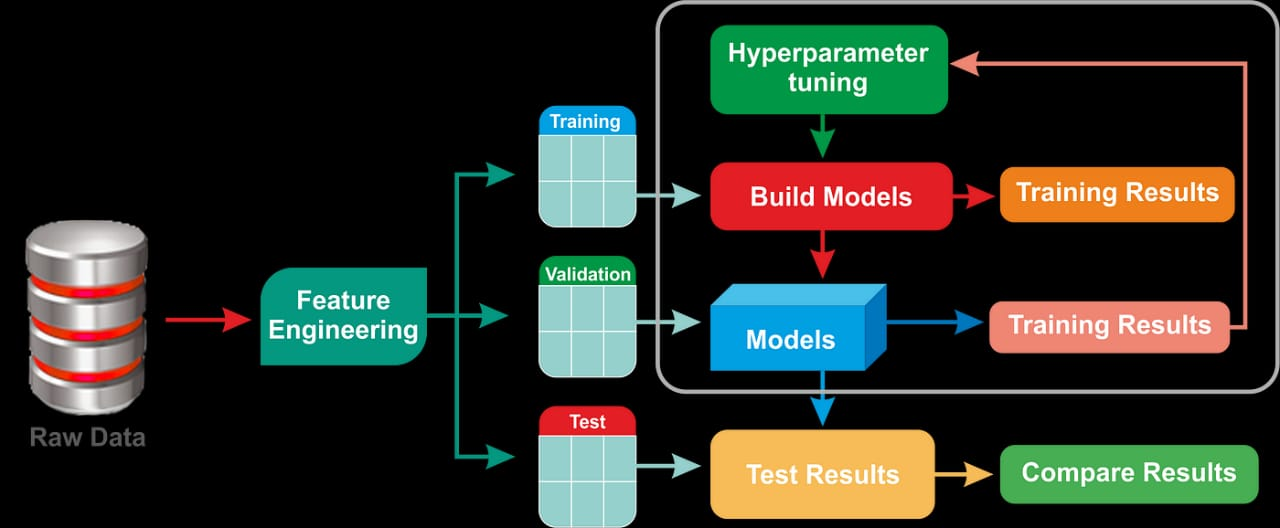 Hyperparameter
tuning
Training
Build Models
Training Results
Validation
Feature
Engineering
Models
Training Results
Raw Data
Test
Test Results
Compare Results